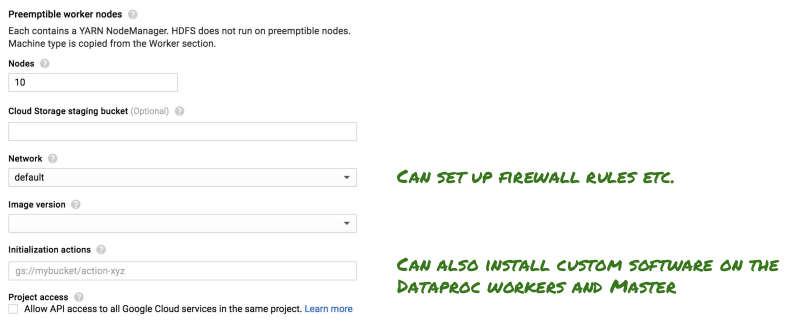 Preemptible worker nodes ?
Each contains a YARN NodeManager. HDFS does not run on preemptible nodes.
Machine type is copied from the Worker section.
Nodes ?
10
Cloud Storage staging bucket (Optional) ?
Network ?
default
CAN SET UP FIREWALL RULES ETC.
Image version ?
Initialization actions ?
gs://mybucket/action-xyz
CAN ALSO INSTALL CUSTOM SOFTWARE ON THE
DATAPROC WORKERS AND MASTER
Project access ?
Allow API access to all Google Cloud services in the same project. Learn more